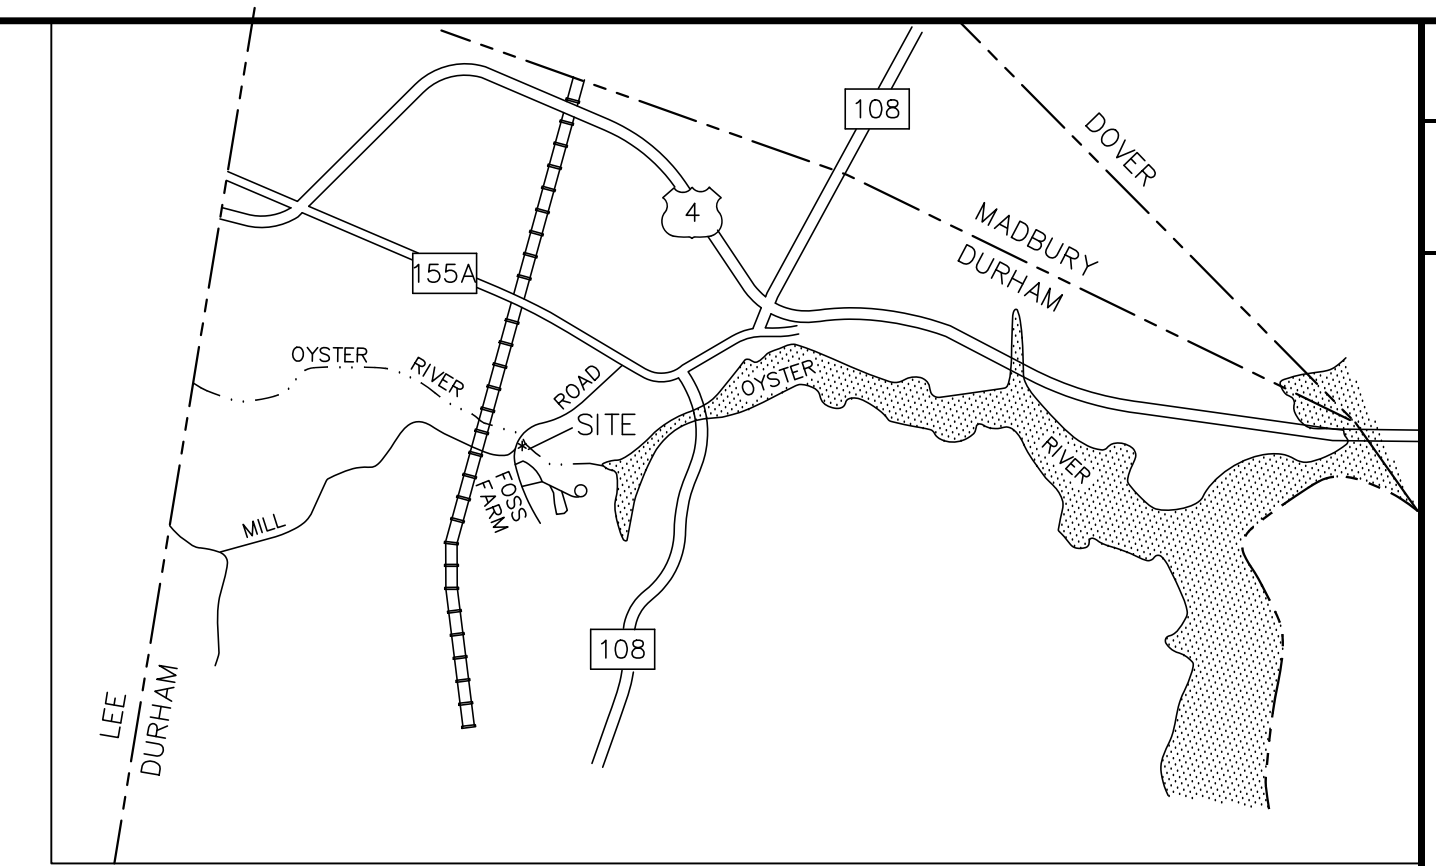 108
DOVER
4
MADBURY
DURHAM
155A
OYSTER
RIVER
ROAD
OYSTER
SITE
RIVER
FOSS
FARM
MILL
108
LEE
DURHAM